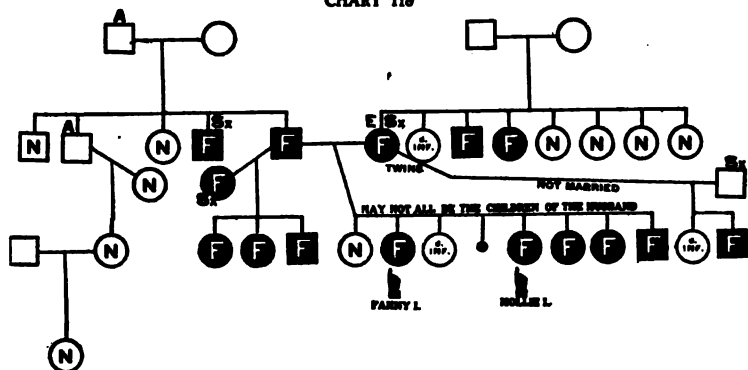 CHART 118
A
N A N F Sx F E F Sx d. INF. F F N N N N
N F Sx TWINS NOT MARRIED Sx
MAY NOT ALL BE THE CHILDREN OF THE HUSBAND
N F F F N F d. INF. F F F F d. INF. F
FANNY I. MOLLIE I.
N